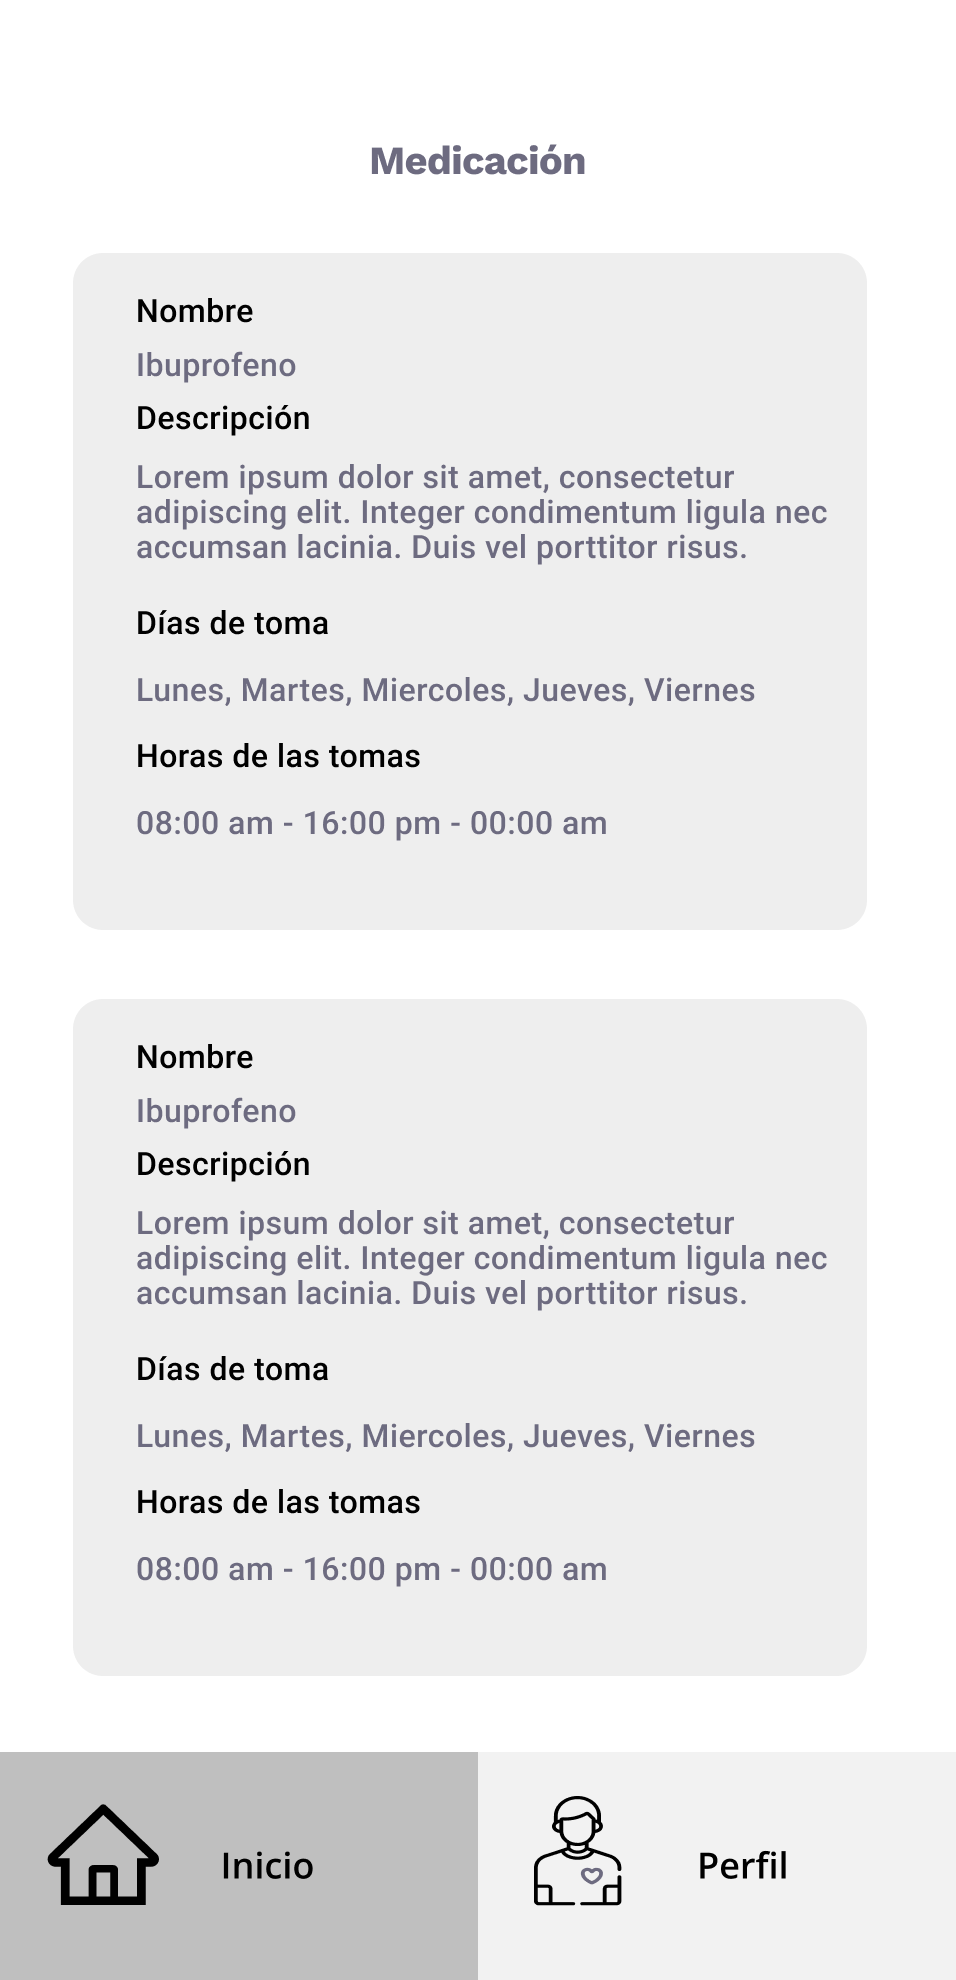 Medicación
Nombre
Ibuprofeno
Descripción
Lorem ipsum dolor sit amet, consectetur
adipiscing elit. Integer condimentum ligula nec
accumsan lacinia. Duis vel porttitor risus.
Días de toma
Lunes, Martes, Miercoles, Jueves, Viernes
Horas de las tomas
08:00 am - 16:00 pm - 00:00 am
Nombre
Ibuprofeno
Descripción
Lorem ipsum dolor sit amet, consectetur
adipiscing elit. Integer condimentum ligula nec
accumsan lacinia. Duis vel porttitor risus.
Días de toma
Lunes, Martes, Miercoles, Jueves, Viernes
Horas de las tomas
08:00 am - 16:00 pm - 00:00 am
Inicio
Perfil